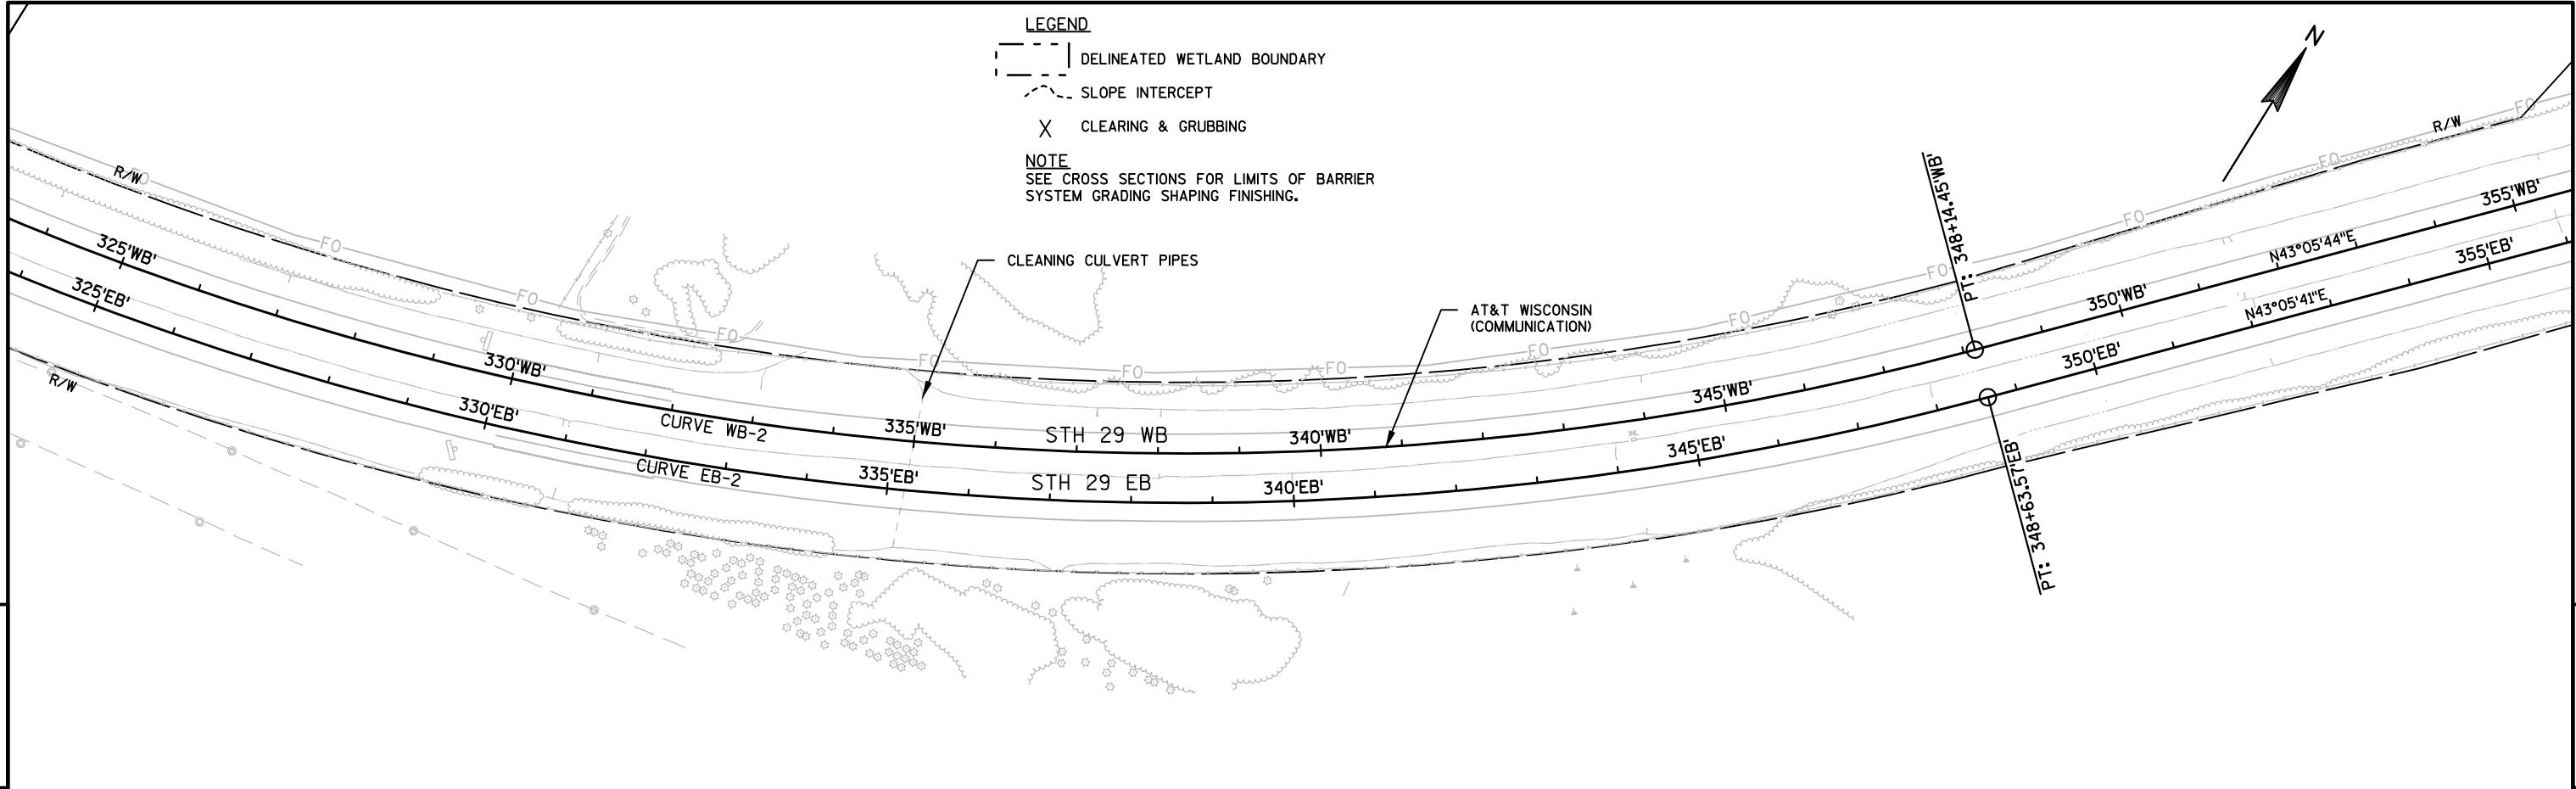 LEGEND
DELINEATED WETLAND BOUNDARY
SLOPE INTERCEPT
X CLEARING & GRUBBING
NOTE
SEE CROSS SECTIONS FOR LIMITS OF BARRIER
SYSTEM GRADING SHAPING FINISHING.
N
R/W
FO
FO
FO
FO
FO
FO
FO
FO
FO
FO
FO
FO
FO
R/W
CLEANING CULVERT PIPES
AT&T WISCONSIN
(COMMUNICATION)
PT: 348+14.45'WB'
325'WB'
330'WB'
CURVE WB-2
335'WB'
STH 29 WB
340'WB'
345'WB'
350'WB'
N43°05'44"E
355'WB'
325'EB'
330'EB'
CURVE EB-2
335'EB'
STH 29 EB
340'EB'
345'EB'
350'EB'
N43°05'41"E
355'EB'
PT: 348+63.57'EB'
R/W